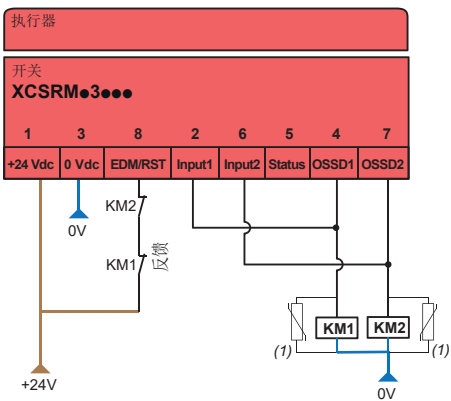 执行器
开关
XCSRM●3●●●
1 3 8 2 6 5 4 7
+24 Vdc 0 Vdc EDM/RST Input1 Input2 Status OSSD1 OSSD2
KM2
0V
KM1
反馈
KM1 KM2
(1) (1)
+24V
0V